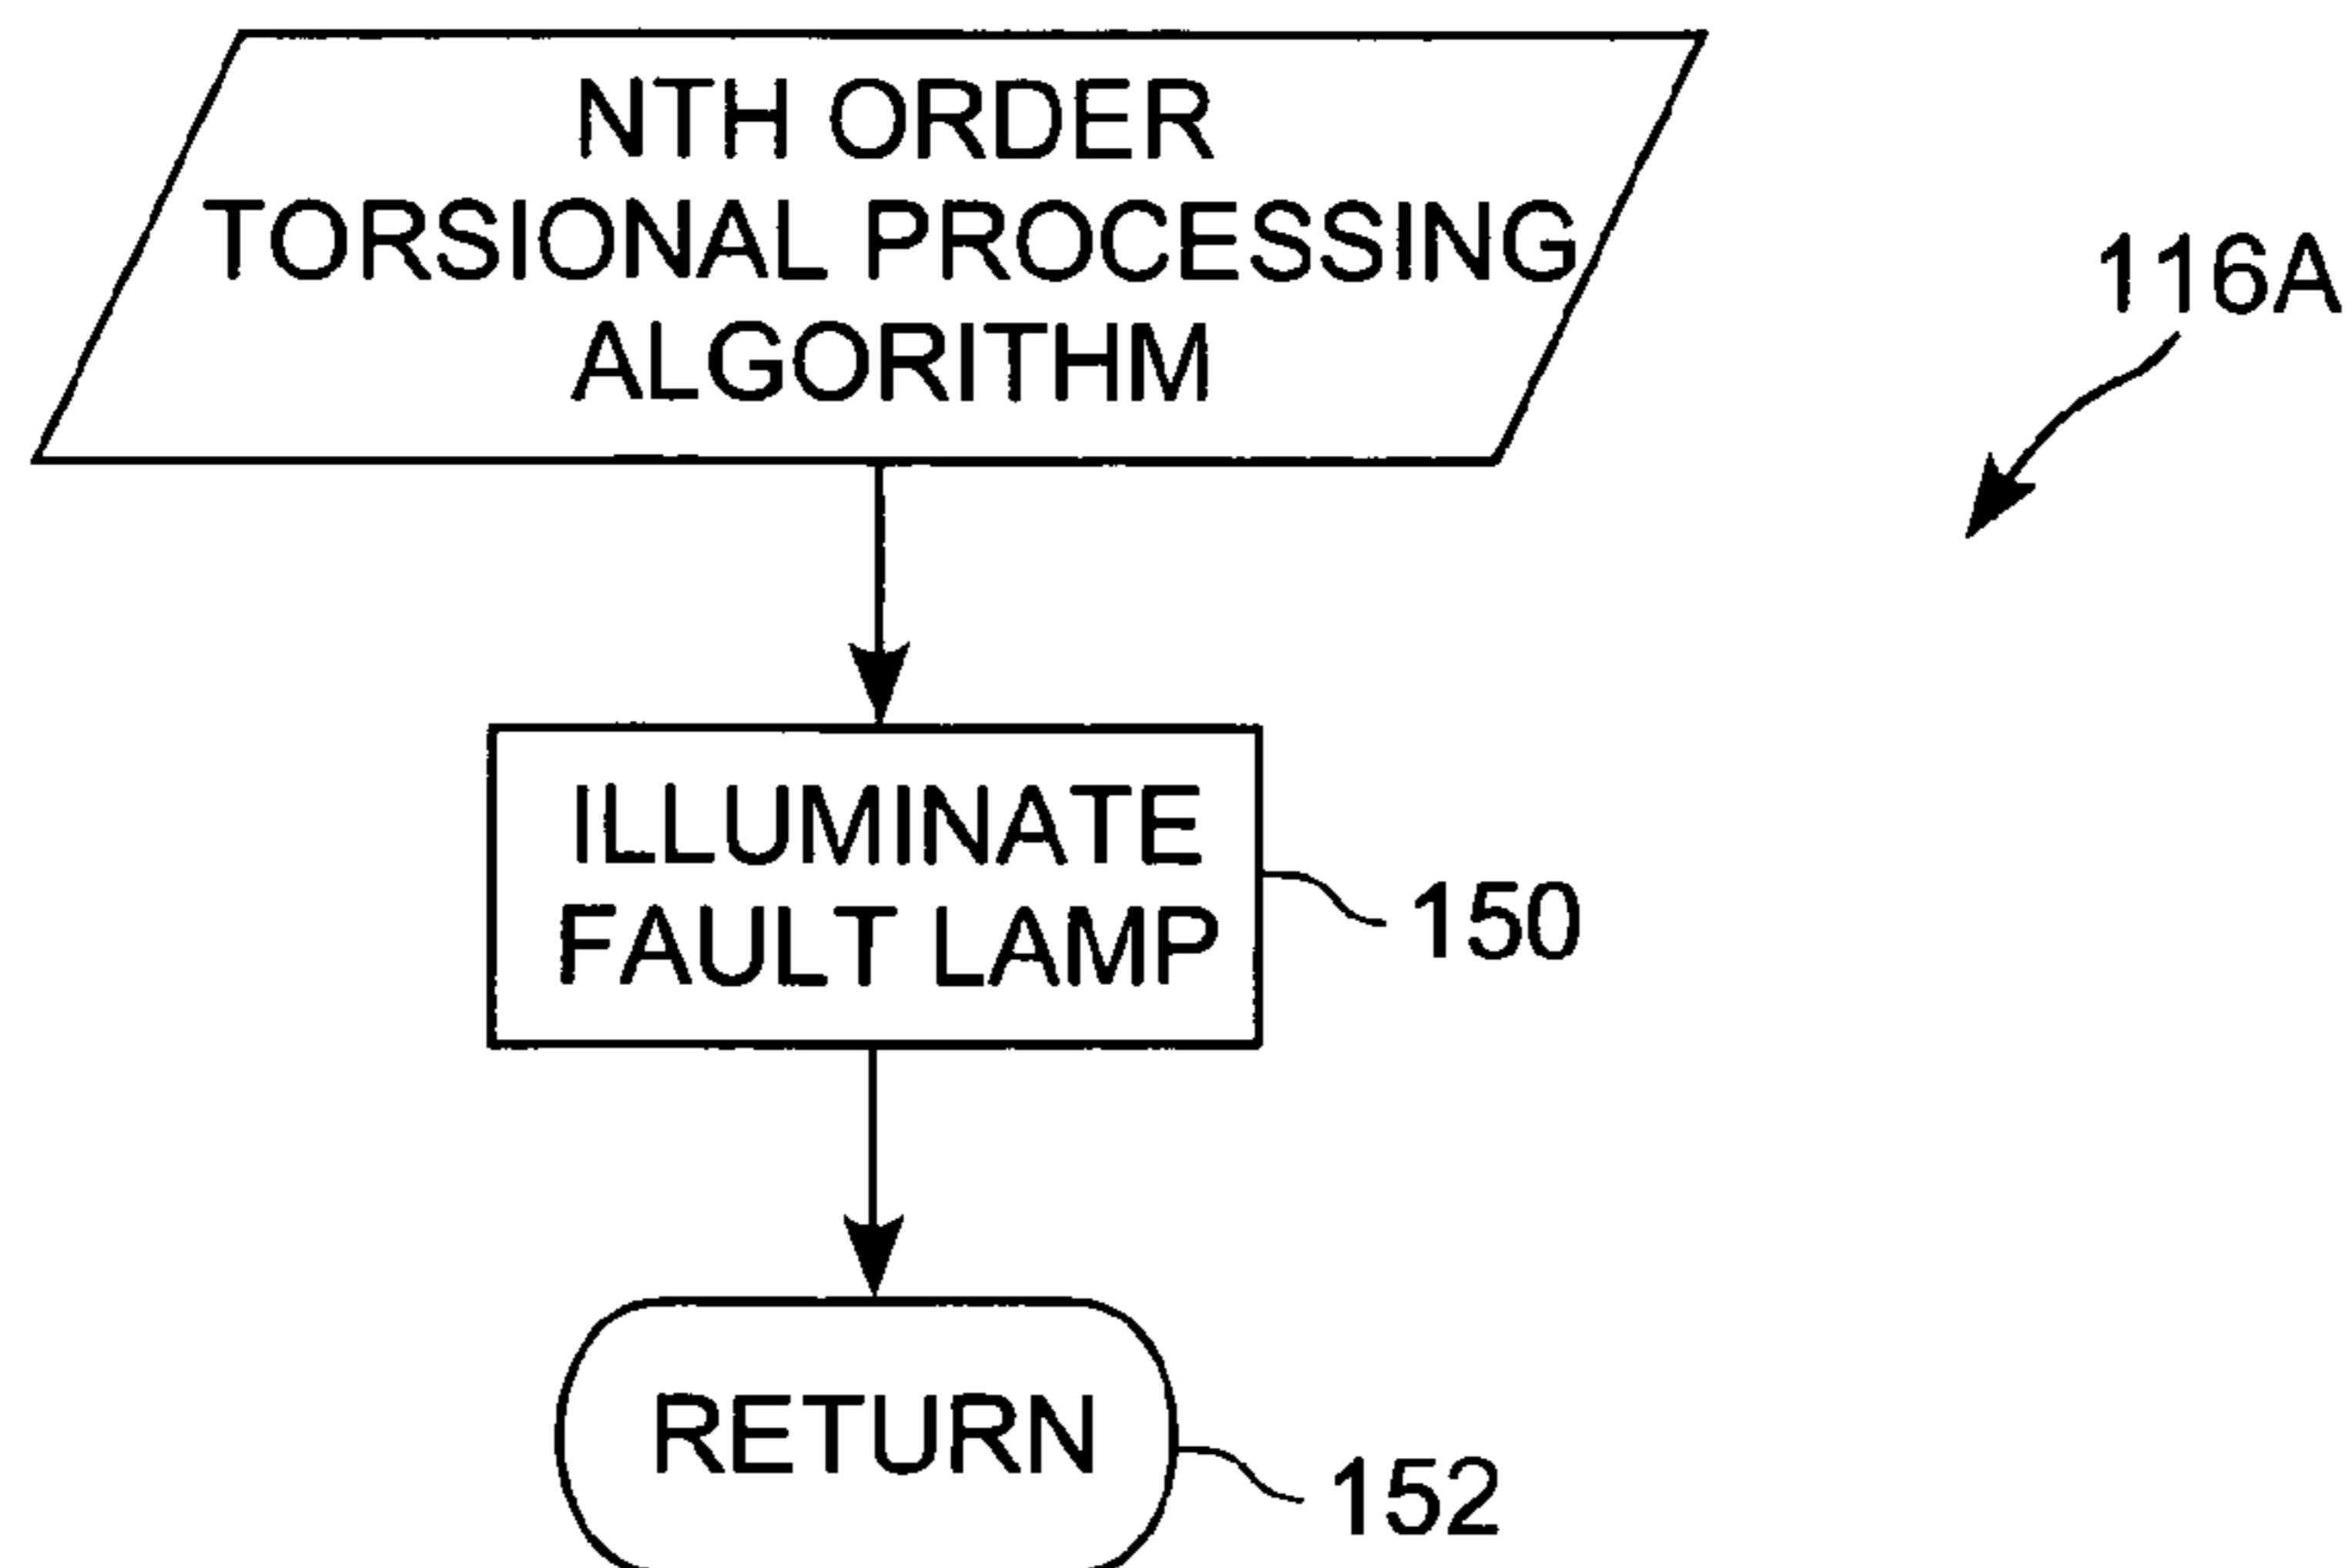 NTH ORDER
TORSIONAL PROCESSING
ALGORITHM
116A
ILLUMINATE
FAULT LAMP
150
RETURN
152